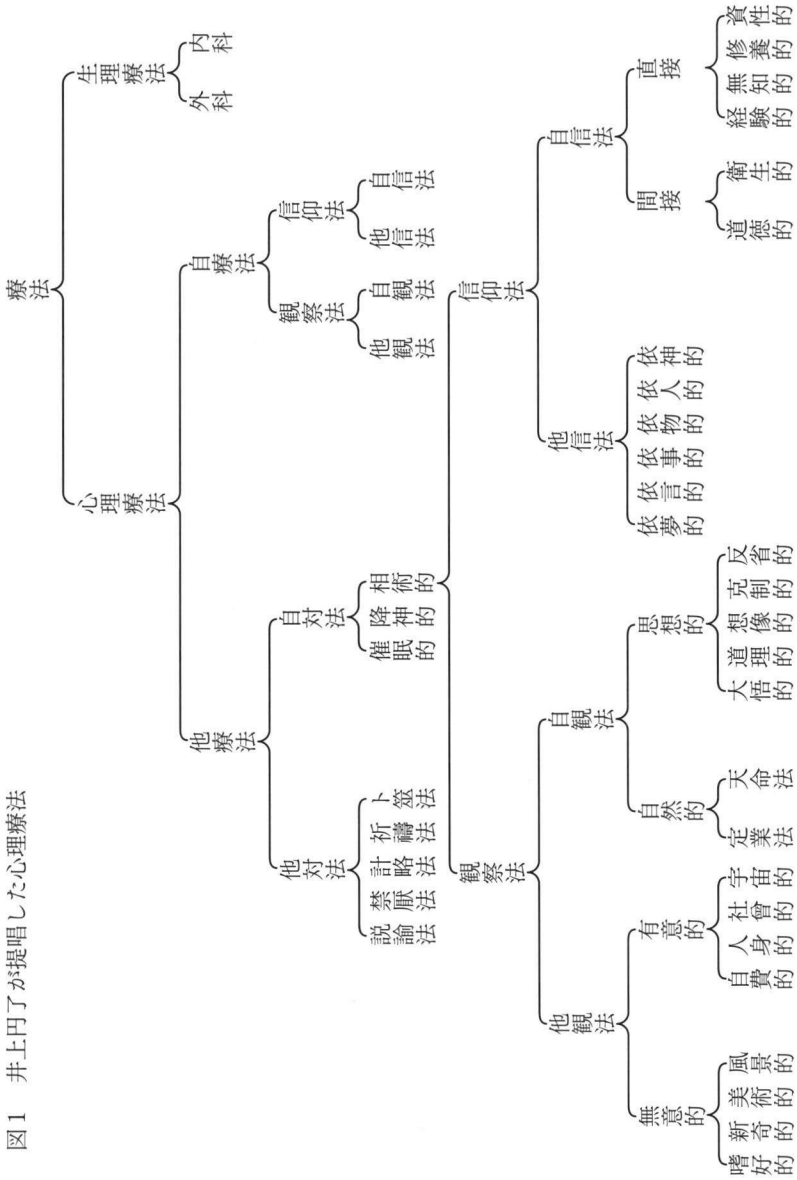 図1　井上円了が提唱した心理療法
療法
生理療法
内科
外科
心理療法
自療法
信仰法
自信法
他信法
観察法
自観法
他観法
他療法
自対法
相術的
降神的
催眠的
他対法
卜筮法
祈禱法
計略法
禁厭法
説諭法
信仰法
自信法
直接
資性的
修養的
無知的
経験的
間接
衛生的
道徳的
他信法
依神的
依人的
依物的
依事的
依言的
依夢的
観察法
自観法
思想的
反省的
克制的
想像的
道理的
大悟的
自然的
天命法
定業法
他観法
有意的
宇宙的
社曾的
人身的
自費的
無意的
風景的
美術的
新奇的
嗜好的